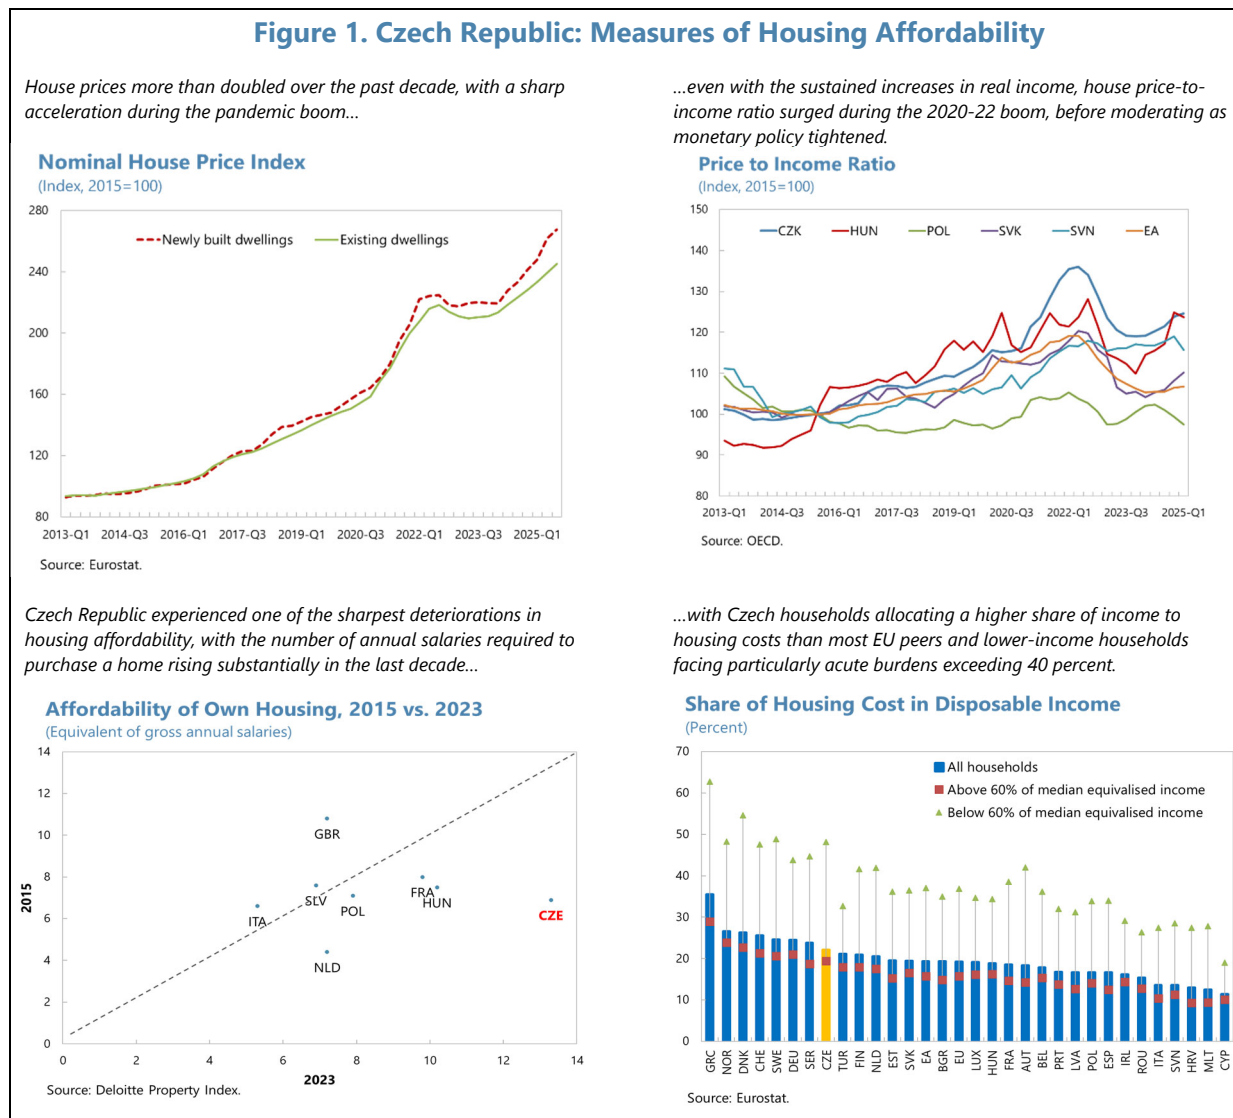 Figure 1. Czech Republic: Measures of Housing Affordability
House prices more than doubled over the past decade, with a sharp
acceleration during the pandemic boom…
Nominal House Price Index
(Index, 2015=100)
280
240
200
160
120
80
Newly built dwellings
Existing dwellings
2013-Q1 2014-Q3 2016-Q1 2017-Q3 2019-Q1 2020-Q3 2022-Q1 2023-Q3 2025-Q1
Source: Eurostat.
…even with the sustained increases in real income, house price-to-
income ratio surged during the 2020-22 boom, before moderating as
monetary policy tightened.
Price to Income Ratio
(Index, 2015=100)
150
140
130
120
110
100
90
80
CZK HUN POL SVK SVN EA
2013-Q1 2014-Q3 2016-Q1 2017-Q3 2019-Q1 2020-Q3 2022-Q1 2023-Q3 2025-Q1
Source: OECD.
Czech Republic experienced one of the sharpest deteriorations in
housing affordability, with the number of annual salaries required to
purchase a home rising substantially in the last decade…
Affordability of Own Housing, 2015 vs. 2023
(Equivalent of gross annual salaries)
2015
14
12
10
8
6
4
2
0
GBR
SLV
ITA
POL
NLD
FRA
HUN
CZE
0 2 4 6 8 10 12 14
2023
Source: Deloitte Property Index.
…with Czech households allocating a higher share of income to
housing costs than most EU peers and lower-income households
facing particularly acute burdens exceeding 40 percent.
Share of Housing Cost in Disposable Income
(Percent)
70
60
50
40
30
20
10
0
All households
Above 60% of median equivalised income
Below 60% of median equivalised income
GRC NOR DNK CHE SWE DEU SER CZE TUR FIN NLD EST SVK EA BGR EU LUX HUN FRA AUT BEL PRT LVA POL ESP IRL ROU ITA SVN HRV MLT CYP
Source: Eurostat.